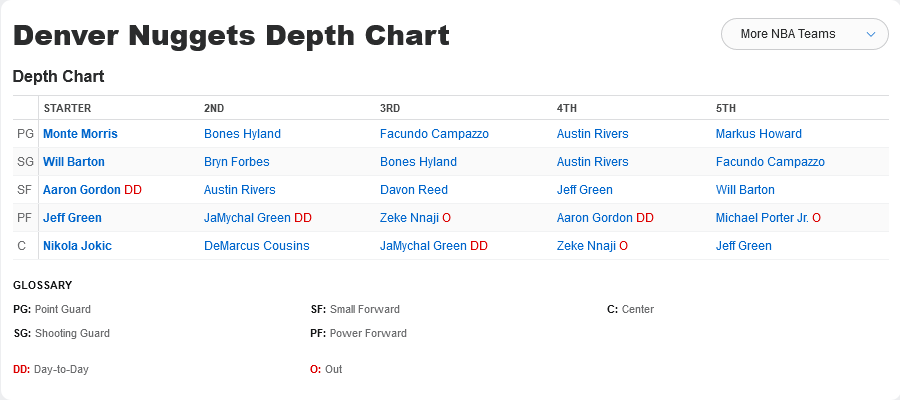 Denver Nuggets Depth Chart
More NBA Teams
Depth Chart
STARTER 2ND 3RD 4TH 5TH
PG Monte Morris Bones Hyland Facundo Campazzo Austin Rivers Markus Howard
SG Will Barton Bryn Forbes Bones Hyland Austin Rivers Facundo Campazzo
SF Aaron Gordon DD Austin Rivers Davon Reed Jeff Green Will Barton
PF Jeff Green JaMychal Green DD Zeke Nnaji O Aaron Gordon DD Michael Porter Jr. O
C Nikola Jokic DeMarcus Cousins JaMychal Green DD Zeke Nnaji O Jeff Green
GLOSSARY
PG: Point Guard SF: Small Forward C: Center
SG: Shooting Guard PF: Power Forward
DD: Day-to-Day O: Out